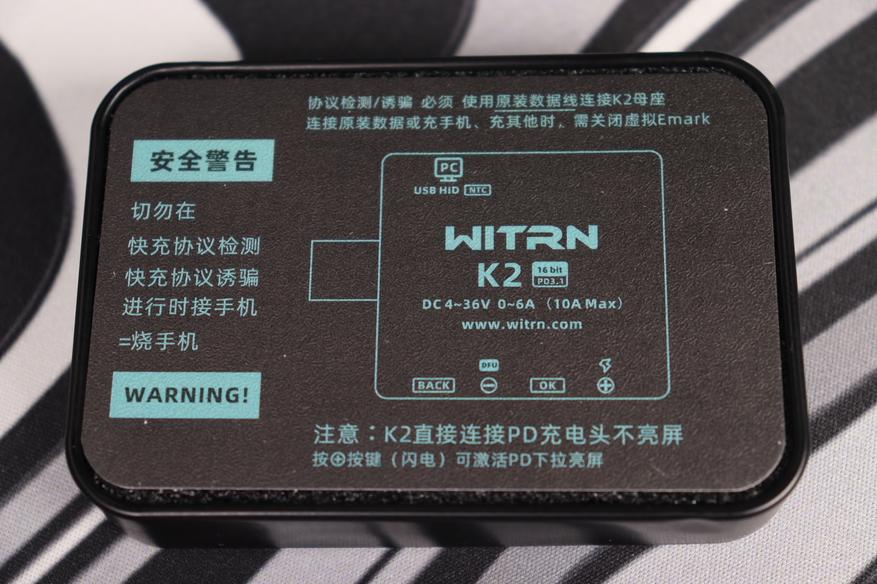 协议检测/诱骗 必须 使用原装数据线连接K2母座
连接原装数据或充手机、充其他时，需关闭虚拟Emark
安全警告
切勿在
快充协议检测
快充协议诱骗
进行时接手机
=烧手机
WARNING!
PC
USB HID NTC
WITRN
K2 16 bit PD3.1
DC 4~36V 0~6A（10A Max）
www.witrn.com
DFU
BACK ⊖ OK ⊕
注意：K2直接连接PD充电头不亮屏
按⊕按键（闪电）可激活PD下拉亮屏